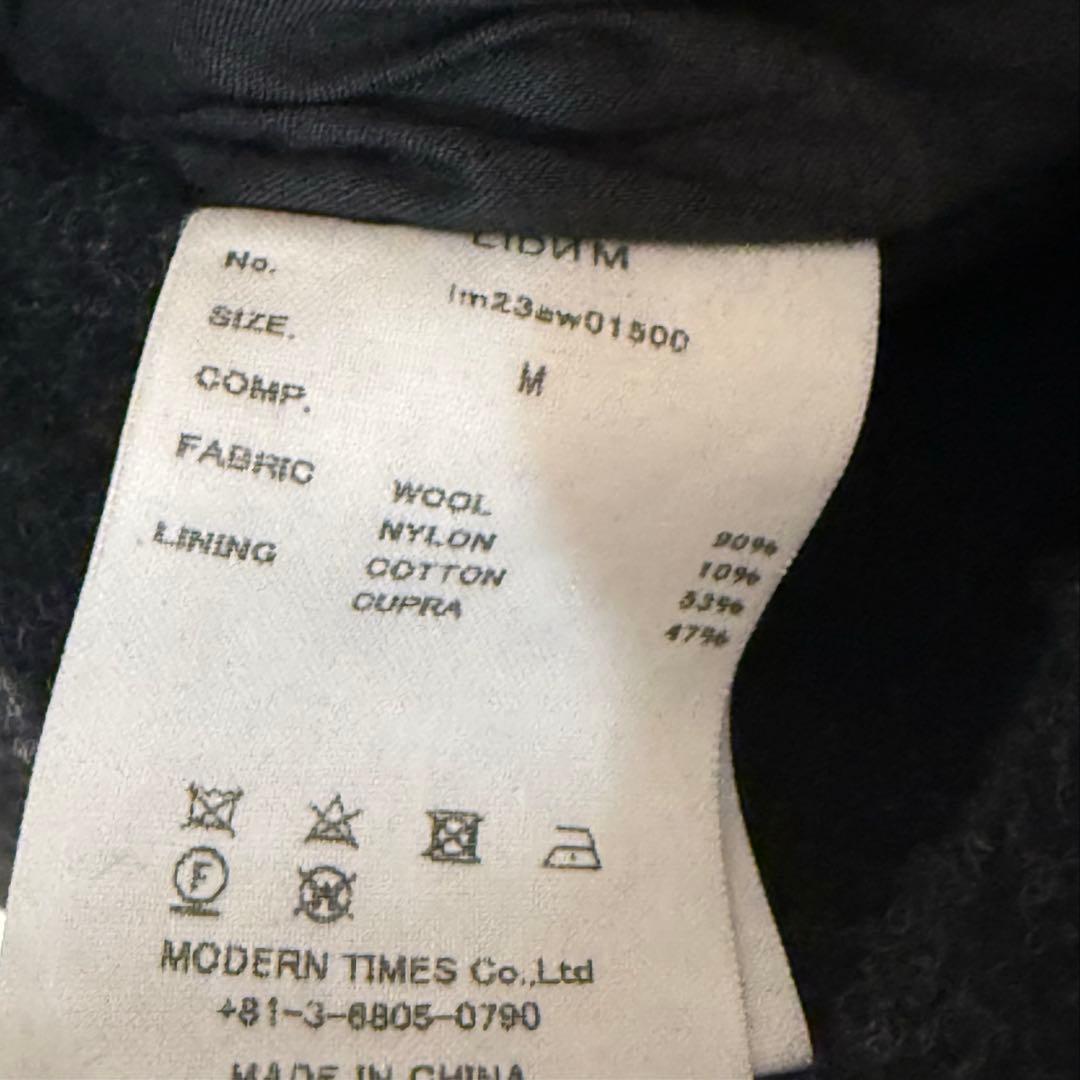 LIDNM
No. lm23aw01500
SIZE. M
COMP.
FABRIC WOOL 90%
NYLON 10%
LINING COTTON 53%
CUPRA 47%
F
W
MODERN TIMES Co.,Ltd
+81-3-6805-0790
MADE IN CHINA